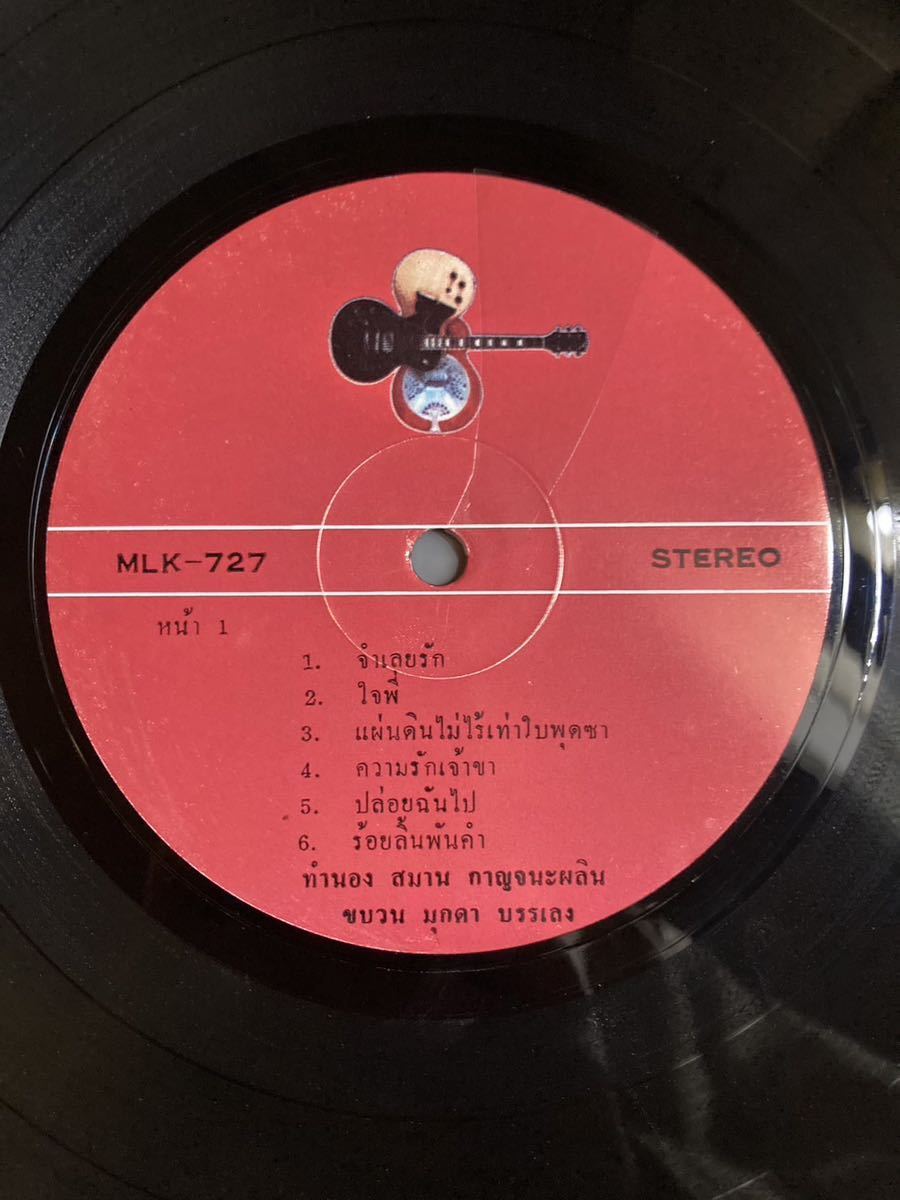 MLK-727
STEREO
หน้า 1
1. จำเลยรัก
2. ใจพี่
3. แผ่นดินไม่ไร้เท่าใบพุดซา
4. ความรักเจ้าขา
5. ปล่อยฉันไป
6. ร้อยลิ้นพันคำ
ทำนอง สมาน กาญจนะผลิน
ขบวน มุกดา บรรเลง